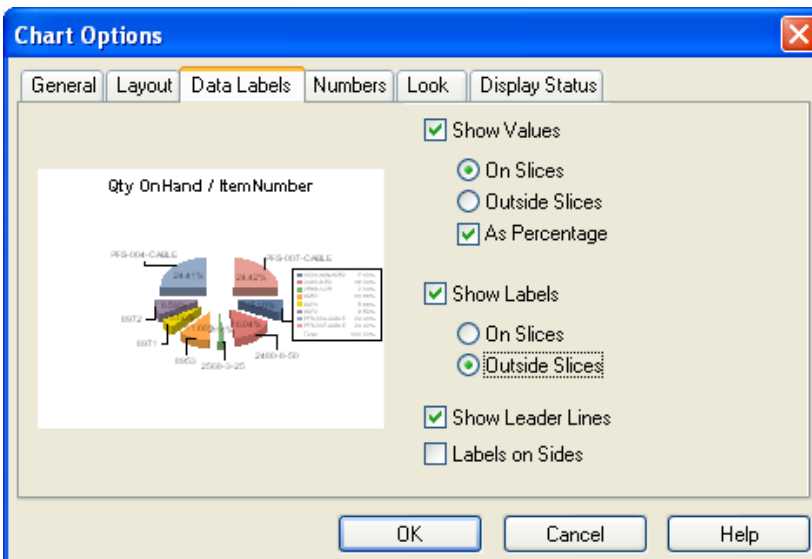 Chart Options
General Layout Data Labels Numbers Look Display Status
Show Values
On Slices
Outside Slices
As Percentage
Show Labels
On Slices
Outside Slices
Show Leader Lines
Labels on Sides
Qty OnHand / ItemNumber
PFS-004-CABLE
PFS-007-CABLE
24.41%
24.42%
8972
8971
8953
2568-3-25
2480-8-50
OK Cancel Help